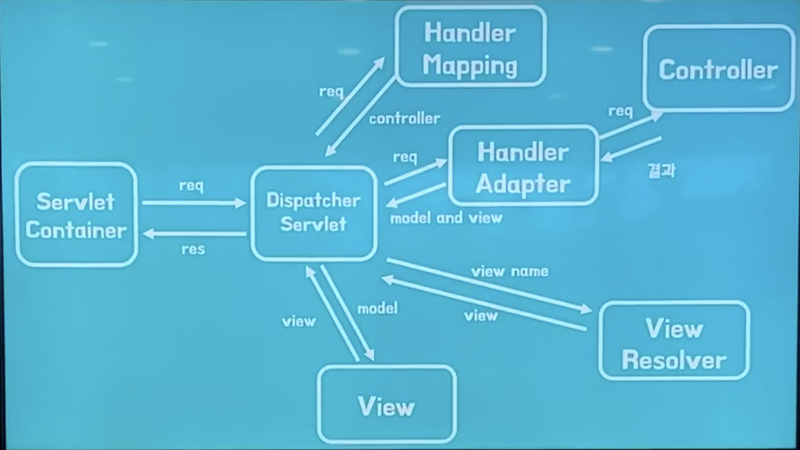 Handler
Mapping
Controller
req
controller
req
Handler
Adapter
req
결과
Servlet
Container
req
res
Dispatcher
Servlet
model and view
view name
view
view
model
View
Resolver
View